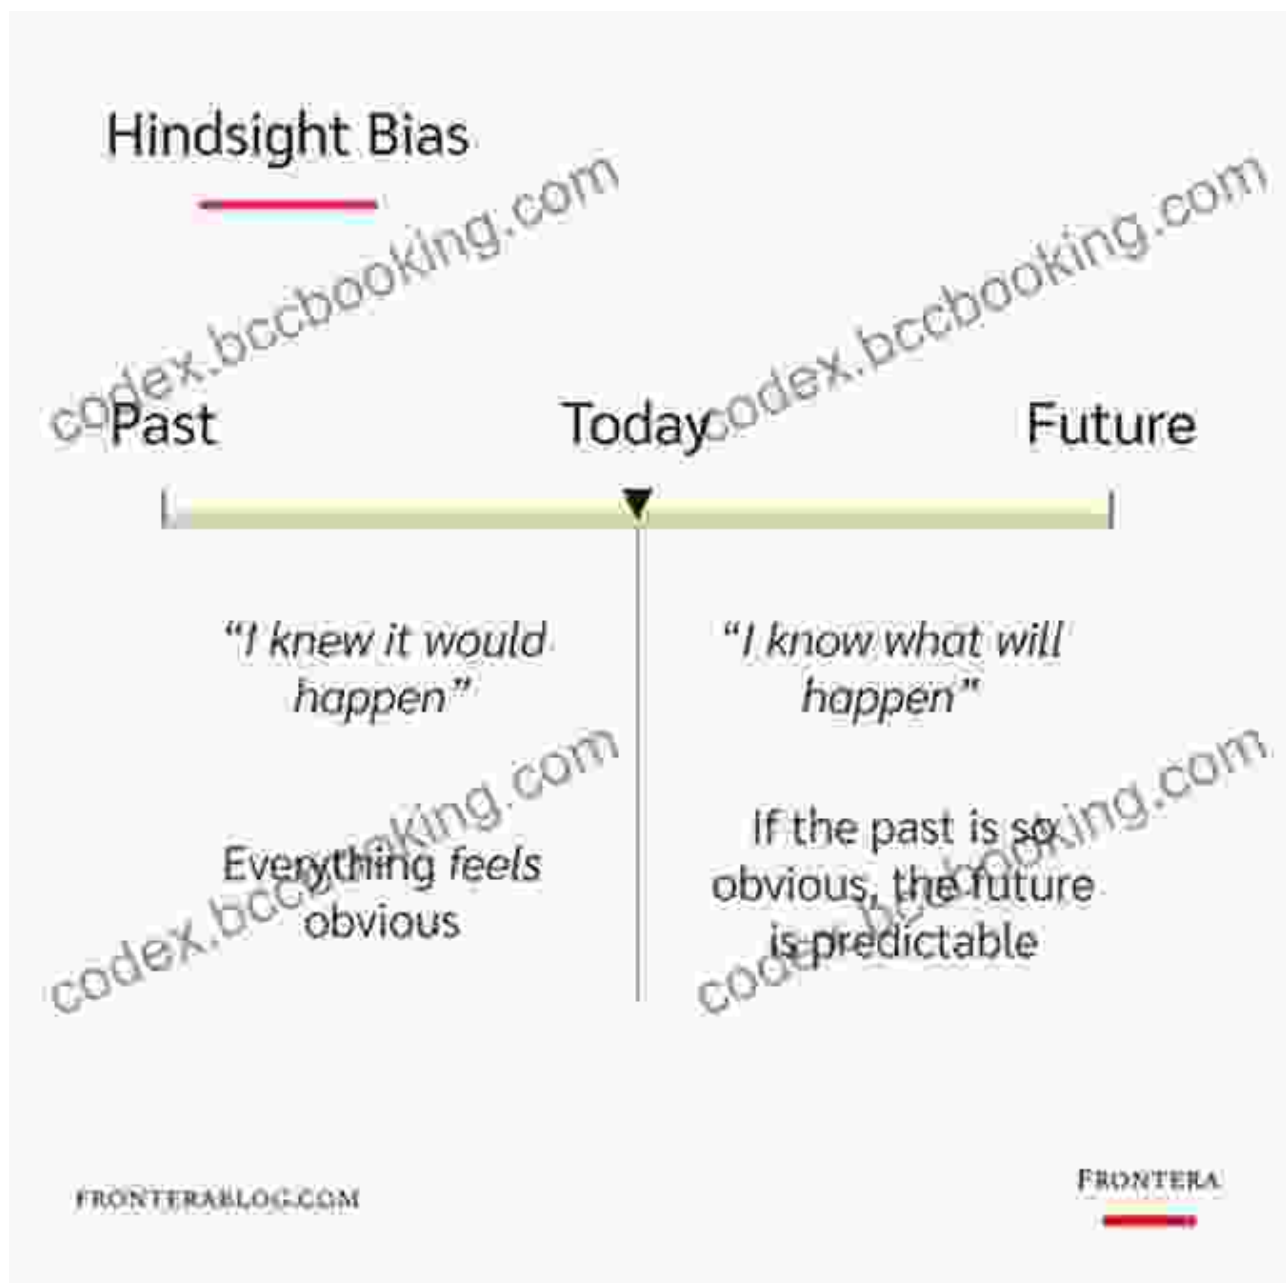 Hindsight Bias
codex.bccbooking.com
codex.bccbooking.com
Past Today Future
“I knew it would
happen”
“I know what will
happen”
Everything feels
obvious
If the past is so
obvious, the future
is predictable
codex.bccbooking.com
codex.bccbooking.com
FRONTERABLOG.COM
FRONTERA